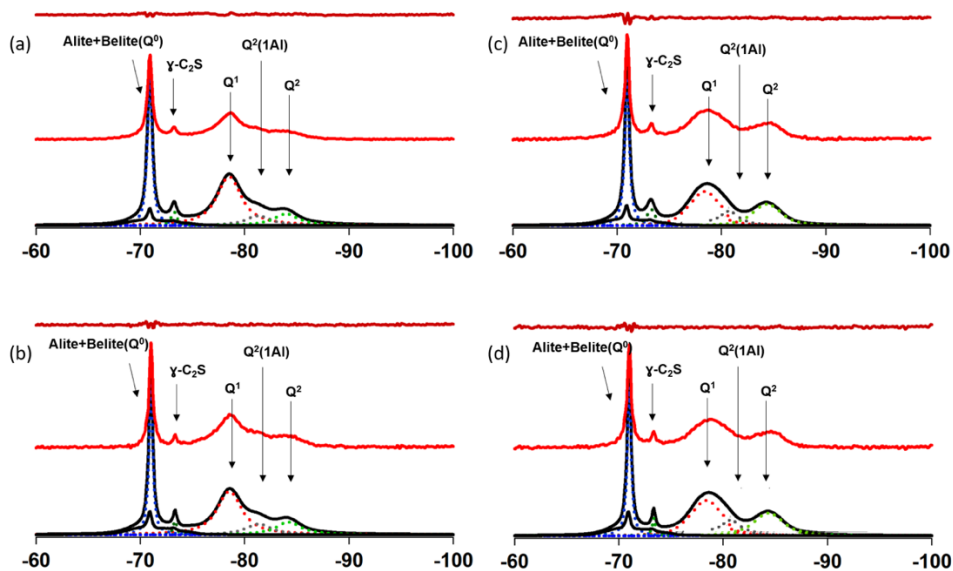 (a)
Alite+Belite(Q⁰)
ɣ-C₂S
Q¹
Q²(1Al)
Q²
-60 -70 -80 -90 -100
(c)
Alite+Belite(Q⁰)
ɣ-C₂S
Q¹
Q²(1Al)
Q²
-60 -70 -80 -90 -100
(b)
Alite+Belite(Q⁰)
ɣ-C₂S
Q¹
Q²(1Al)
Q²
-60 -70 -80 -90 -100
(d)
Alite+Belite(Q⁰)
ɣ-C₂S
Q¹
Q²(1Al)
Q²
-60 -70 -80 -90 -100